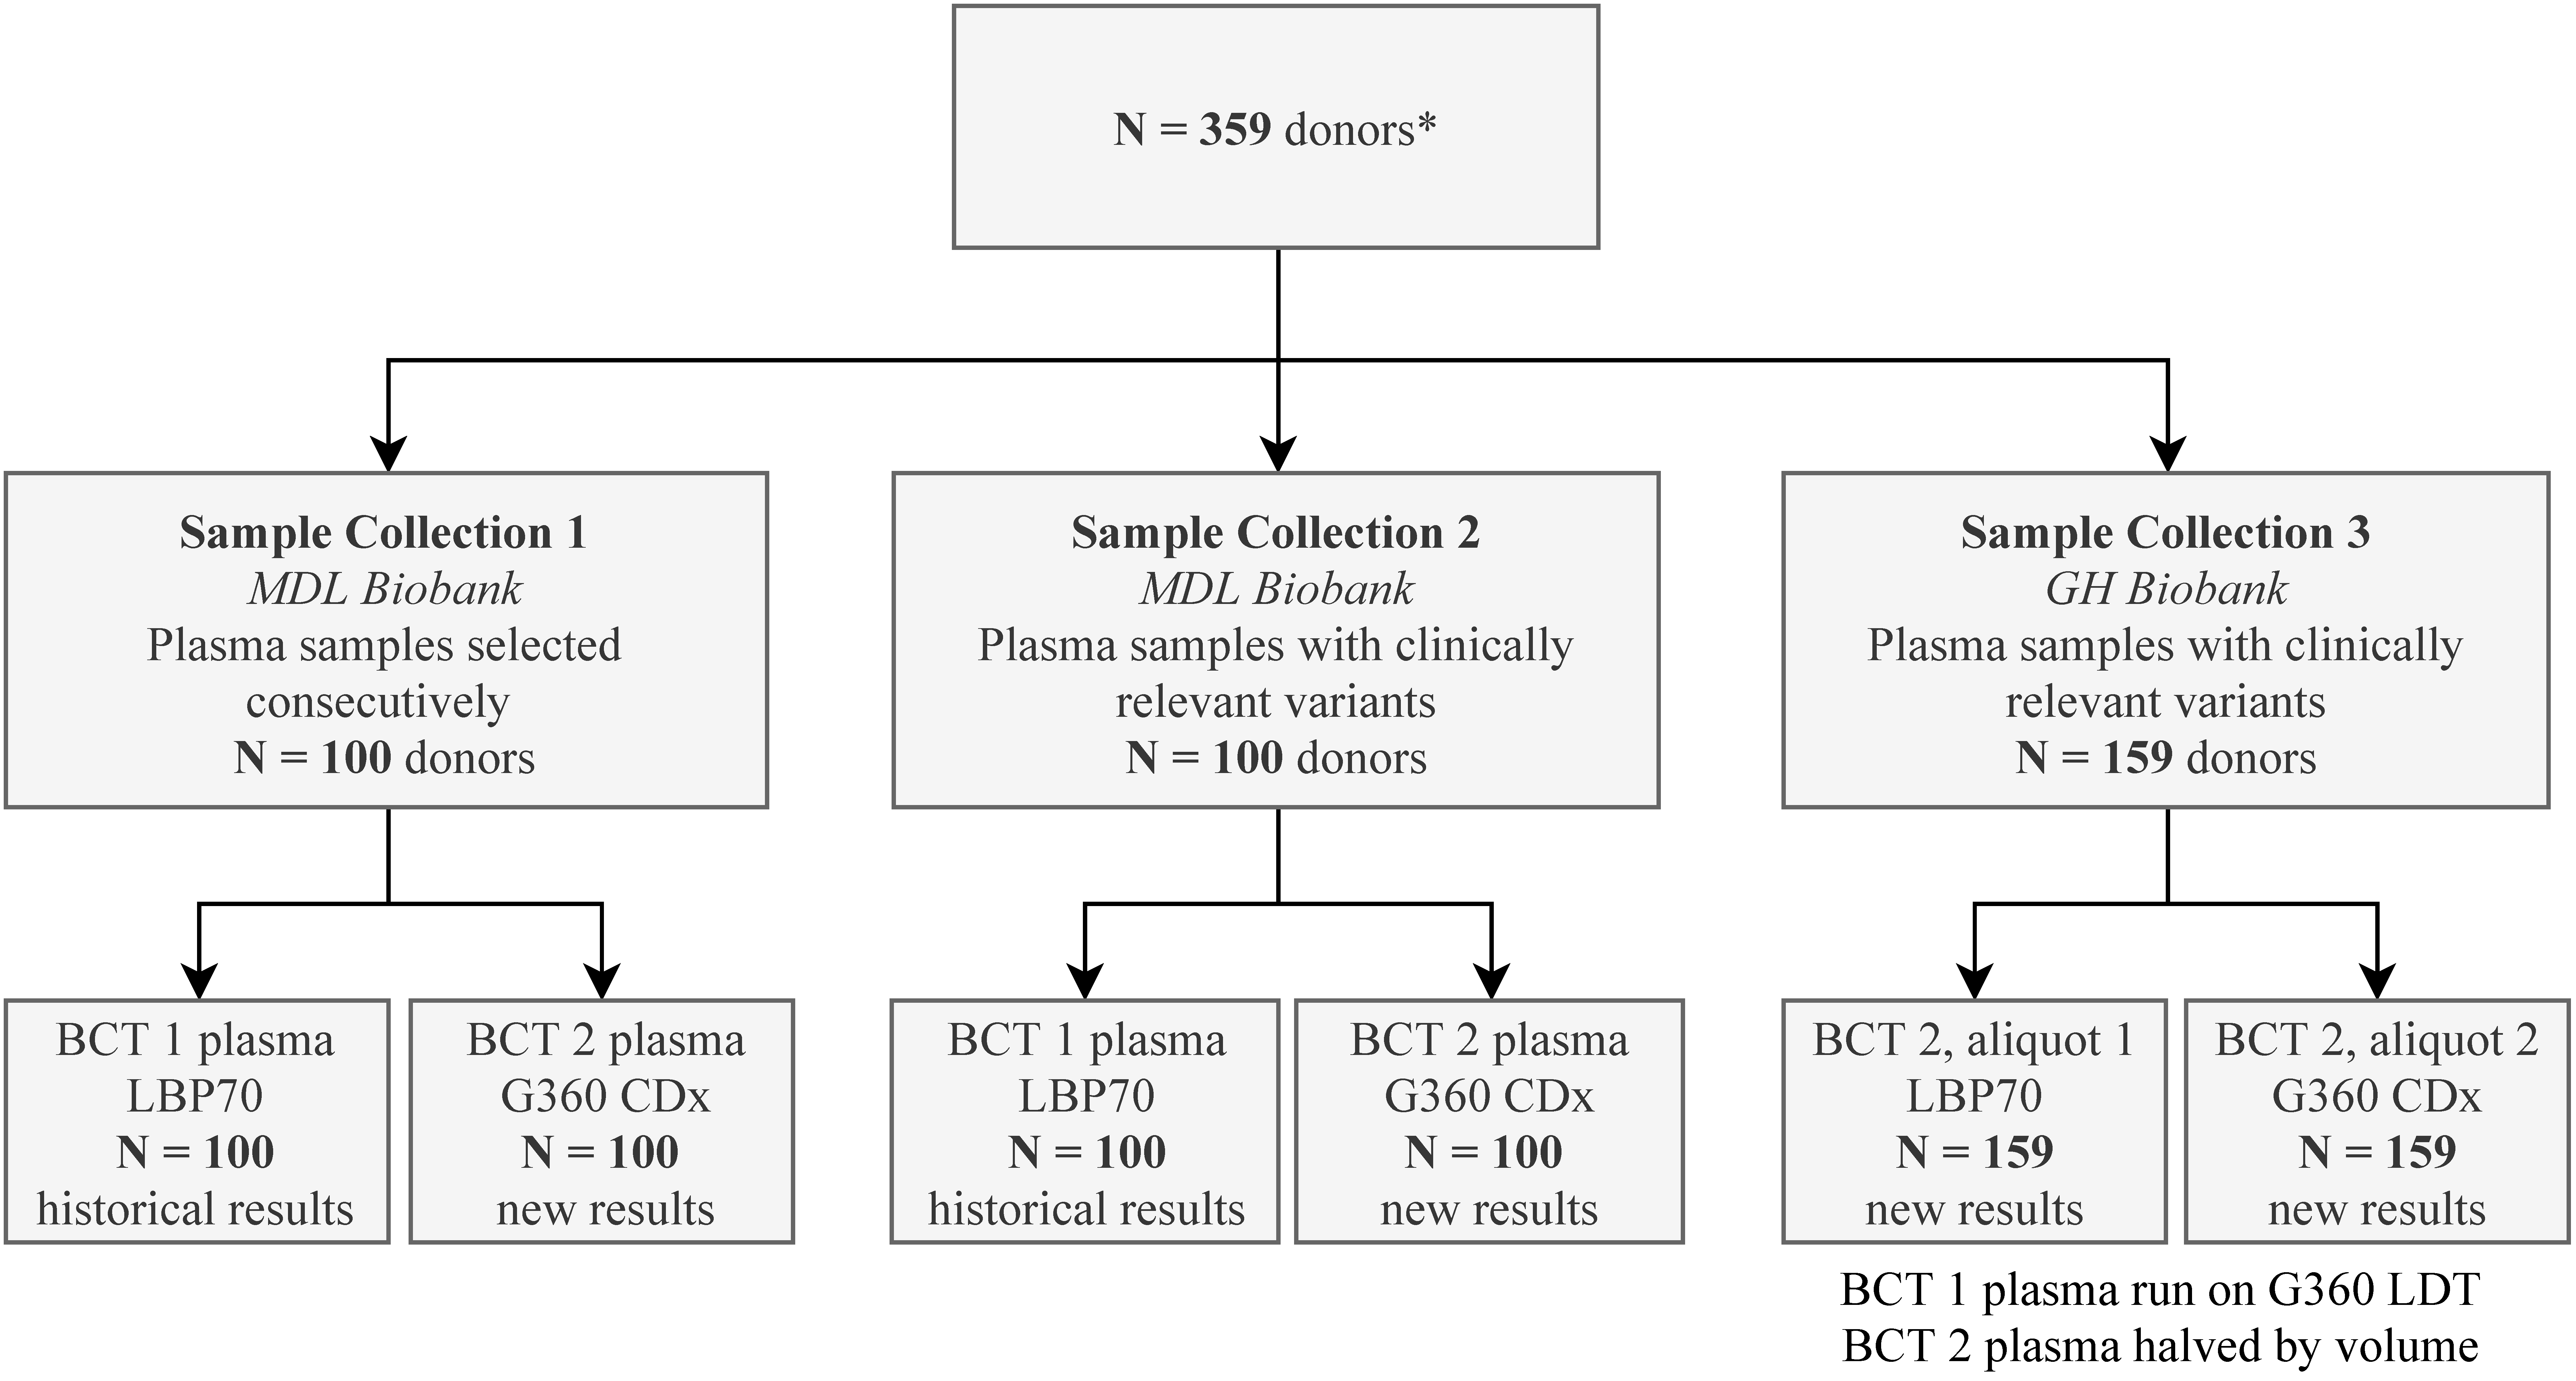 N = 359 donors*
Sample Collection 1
MDL Biobank
Plasma samples selected
consecutively
N = 100 donors
Sample Collection 2
MDL Biobank
Plasma samples with clinically
relevant variants
N = 100 donors
Sample Collection 3
GH Biobank
Plasma samples with clinically
relevant variants
N = 159 donors
BCT 1 plasma
LBP70
N = 100
historical results
BCT 2 plasma
G360 CDx
N = 100
new results
BCT 1 plasma
LBP70
N = 100
historical results
BCT 2 plasma
G360 CDx
N = 100
new results
BCT 2, aliquot 1
LBP70
N = 159
new results
BCT 2, aliquot 2
G360 CDx
N = 159
new results
BCT 1 plasma run on G360 LDT
BCT 2 plasma halved by volume